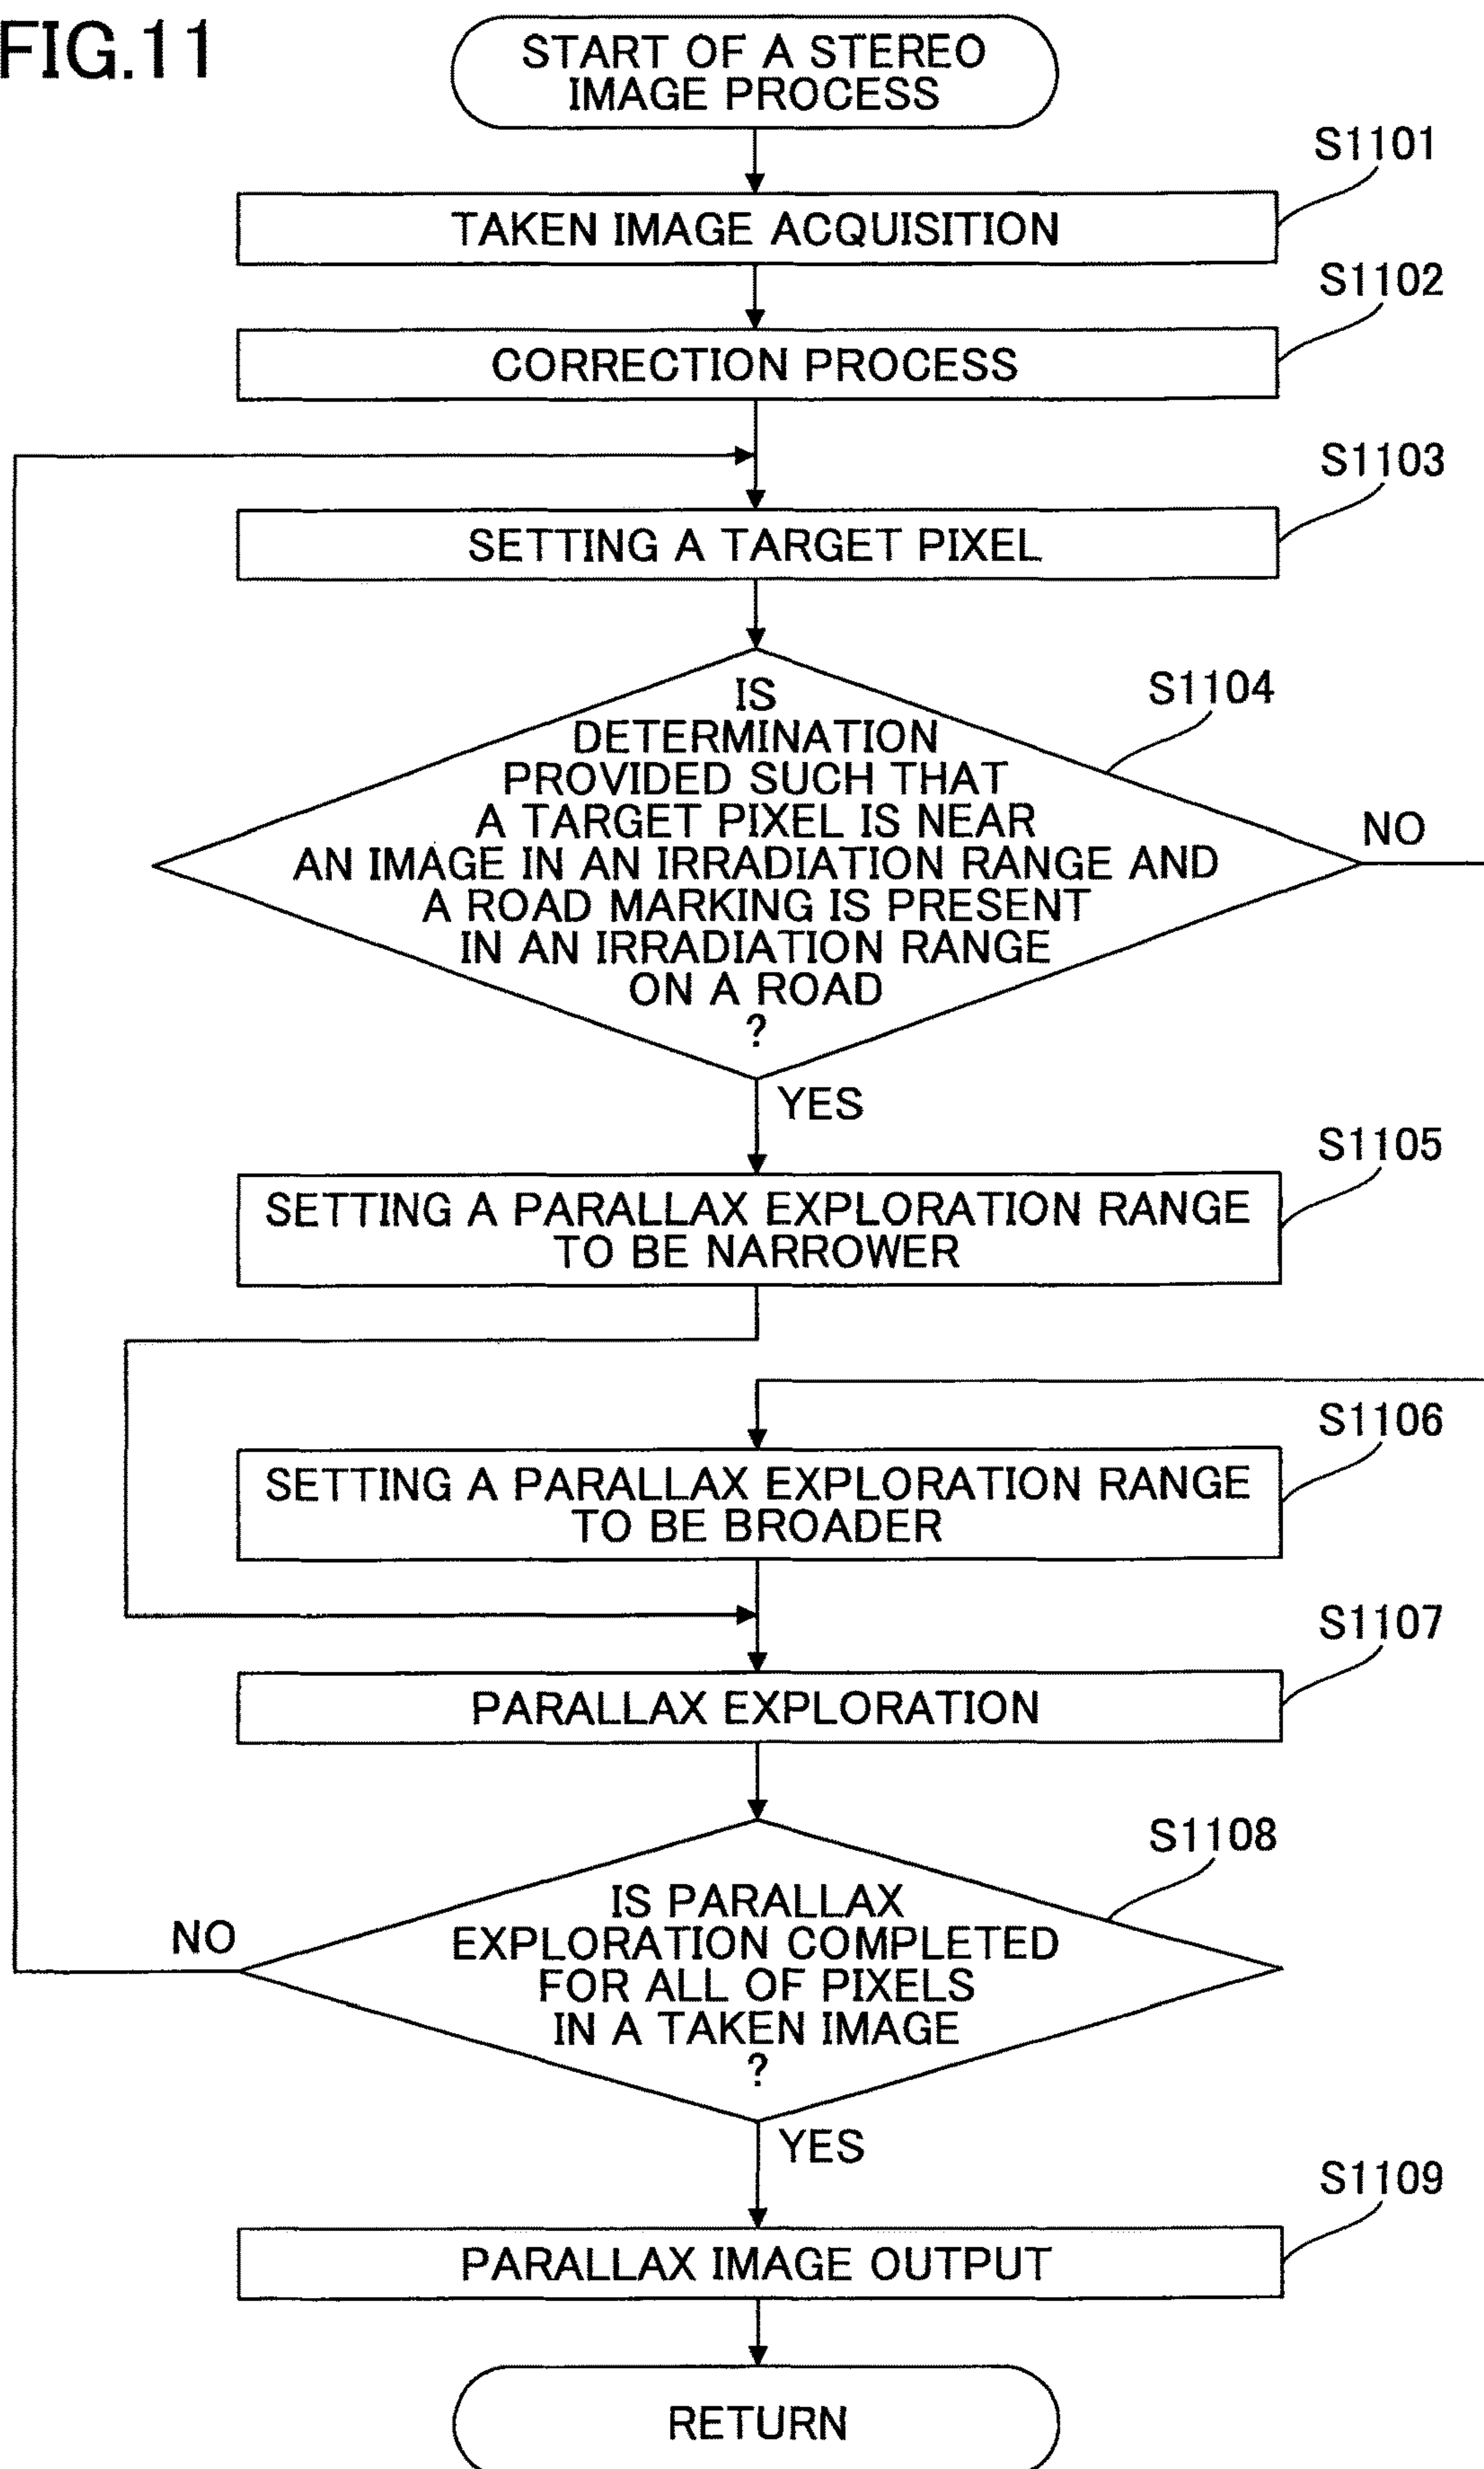 FIG.11
START OF A STEREO
IMAGE PROCESS
S1101
TAKEN IMAGE ACQUISITION
S1102
CORRECTION PROCESS
S1103
SETTING A TARGET PIXEL
S1104
IS
DETERMINATION
PROVIDED SUCH THAT
A TARGET PIXEL IS NEAR
AN IMAGE IN AN IRRADIATION RANGE AND
A ROAD MARKING IS PRESENT
IN AN IRRADIATION RANGE
ON A ROAD
?
NO
YES
S1105
SETTING A PARALLAX EXPLORATION RANGE
TO BE NARROWER
S1106
SETTING A PARALLAX EXPLORATION RANGE
TO BE BROADER
S1107
PARALLAX EXPLORATION
S1108
IS PARALLAX
EXPLORATION COMPLETED
FOR ALL OF PIXELS
IN A TAKEN IMAGE
?
NO
YES
S1109
PARALLAX IMAGE OUTPUT
RETURN